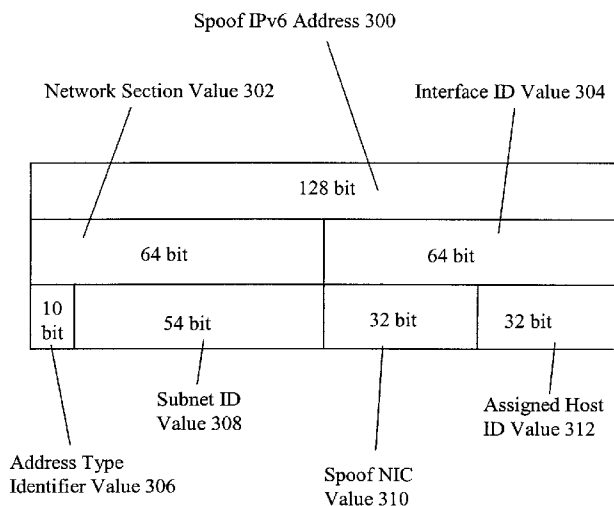 Spoof IPv6 Address 300
Network Section Value 302
Interface ID Value 304
128 bit
64 bit
64 bit
10
bit
54 bit
32 bit
32 bit
Subnet ID
Value 308
Assigned Host
ID Value 312
Address Type
Identifier Value 306
Spoof NIC
Value 310